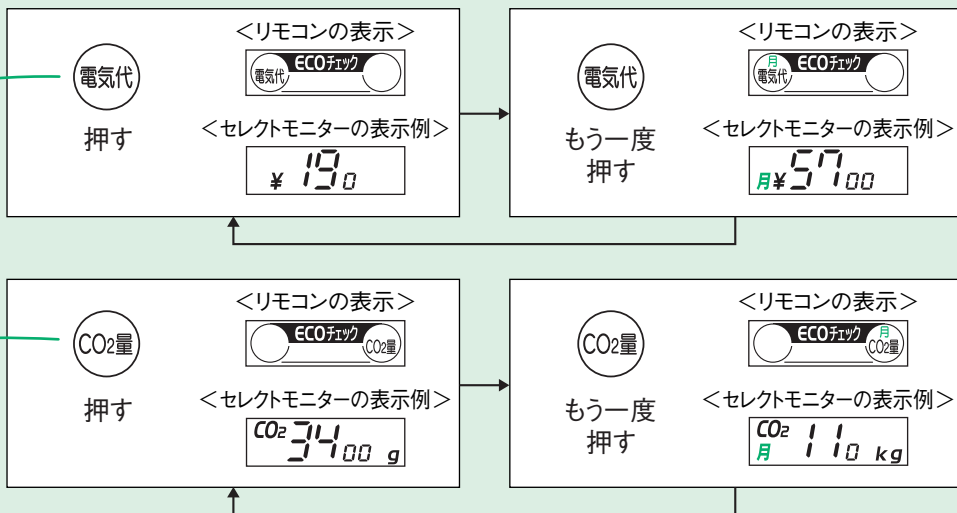 電気代
押す
<リモコンの表示>
電気代 ECOチェック
<セレクトモニターの表示例>
¥ 190
電気代
もう一度
押す
<リモコンの表示>
月 電気代 ECOチェック
<セレクトモニターの表示例>
月¥5700
CO2量
押す
<リモコンの表示>
ECOチェック CO2量
<セレクトモニターの表示例>
CO2 3400 g
CO2量
もう一度
押す
<リモコンの表示>
ECOチェック 月 CO2量
<セレクトモニターの表示例>
CO2 月 110 kg